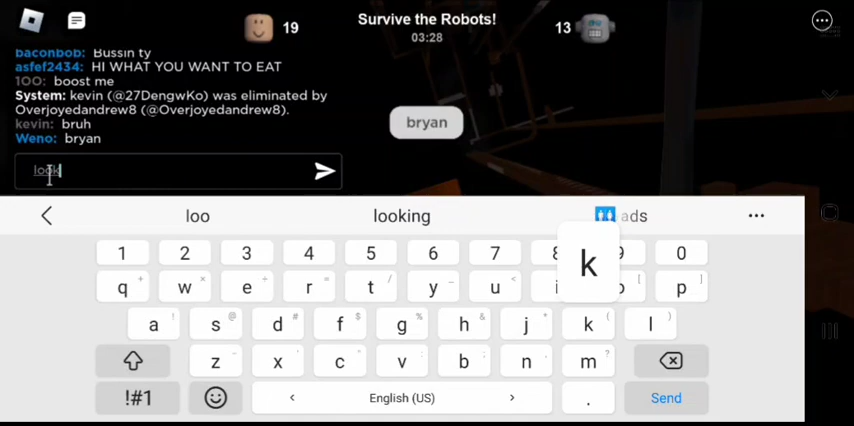 19
Survive the Robots!
03:28
13
baconbob: Bussin ty
asfef2434: HI WHAT YOU WANT TO EAT
1OO: boost me
System: kevin (@27DengwKo) was eliminated by
Overjoyedandrew8 (@Overjoyedandrew8).
kevin: bruh
Weno: bryan
bryan
look
loo looking ads
k
1 2 3 4 5 6 7 8 9 0
q w e r t y u i p
a s d f g h j k l
z x c v b n m
!#1 English (US) . Send